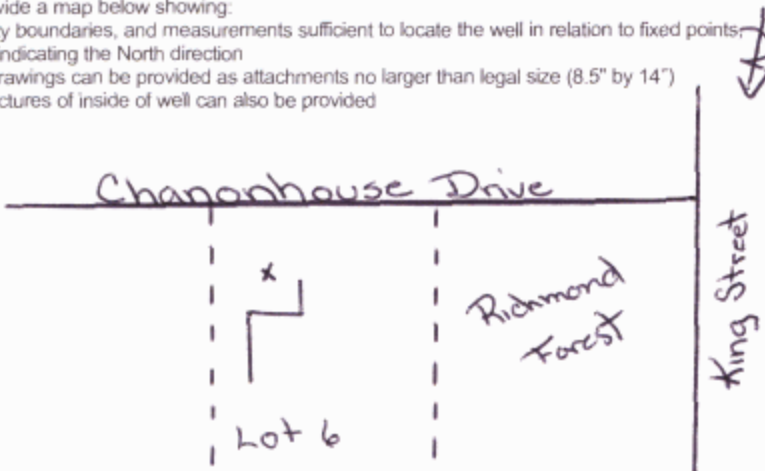 vide a map below showing:
y boundaries, and measurements sufficient to locate the well in relation to fixed points,
ndicating the North direction
rawings can be provided as attachments no larger than legal size (8.5" by 14")
ctures of inside of well can also be provided
Chanonhouse Drive
x
Richmond
Forest
King Street
Lot 6